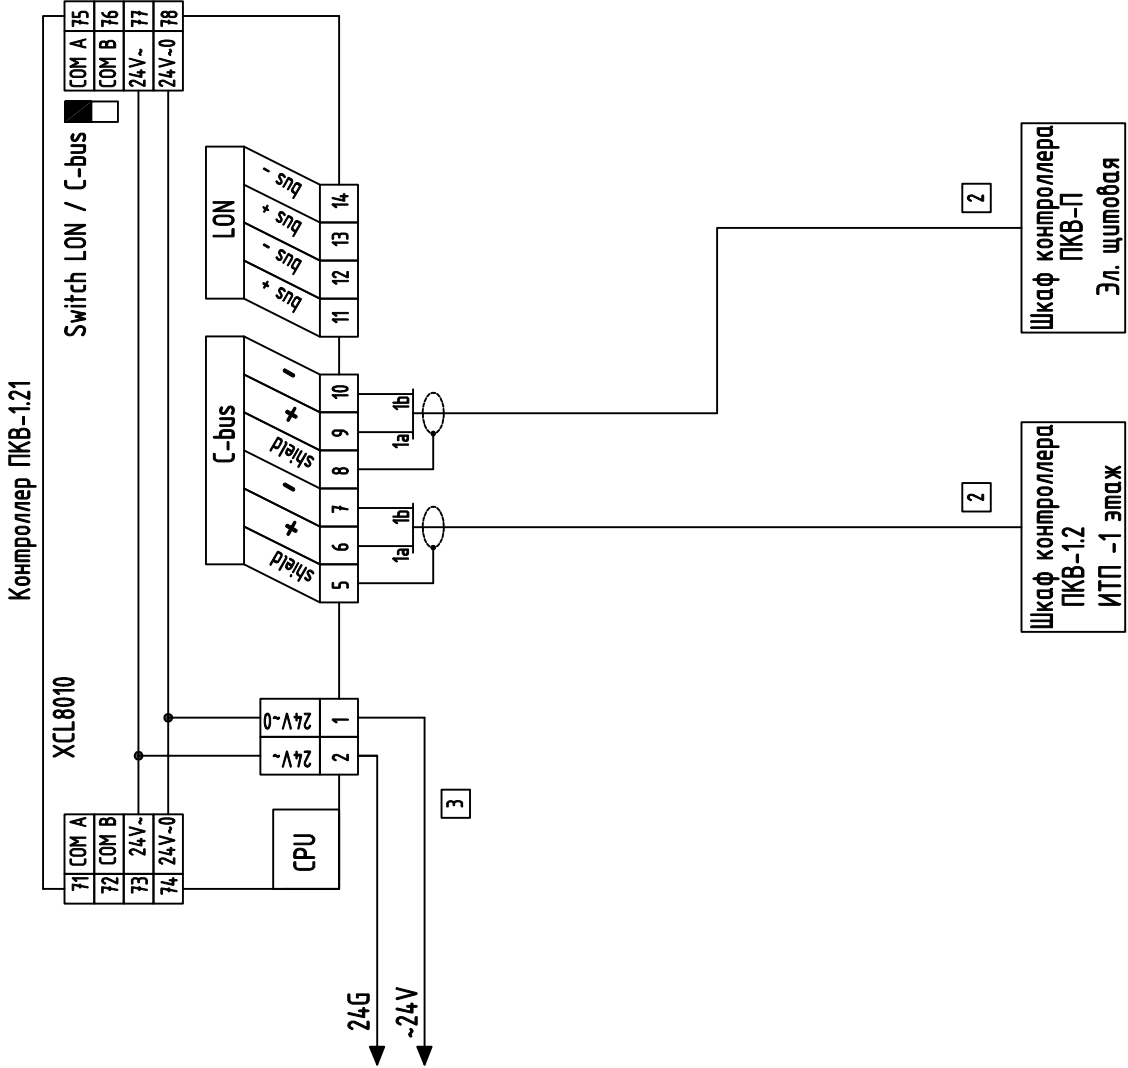 Контроллер ПКВ-1.21
XCL8010
Switch LON / C-bus
71 COM A
72 COM B
73 24V~
74 24V~0
COM A 75
COM B 76
24V~ 77
24V~0 78
CPU
24V~ 2
24V~0 1
C-bus
shield 5
+ 6
- 7
shield 8
+ 9
- 10
LON
bus + 11
bus - 12
bus + 13
bus - 14
1a 1b
1a 1b
24G
~24V
3
2
2
Шкаф контроллера
ПКВ-1.2
ИТП -1 этаж
Шкаф контроллера
ПКВ-П
Эл. щитовая